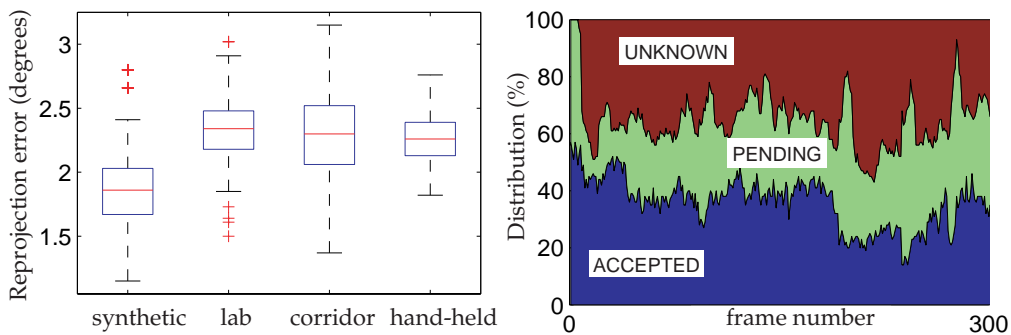 Reprojection error (degrees)
3
2.5
2
1.5
synthetic
lab
corridor
hand-held
Distribution (%)
100
80
60
40
20
0
UNKNOWN
PENDING
ACCEPTED
0
frame number
300